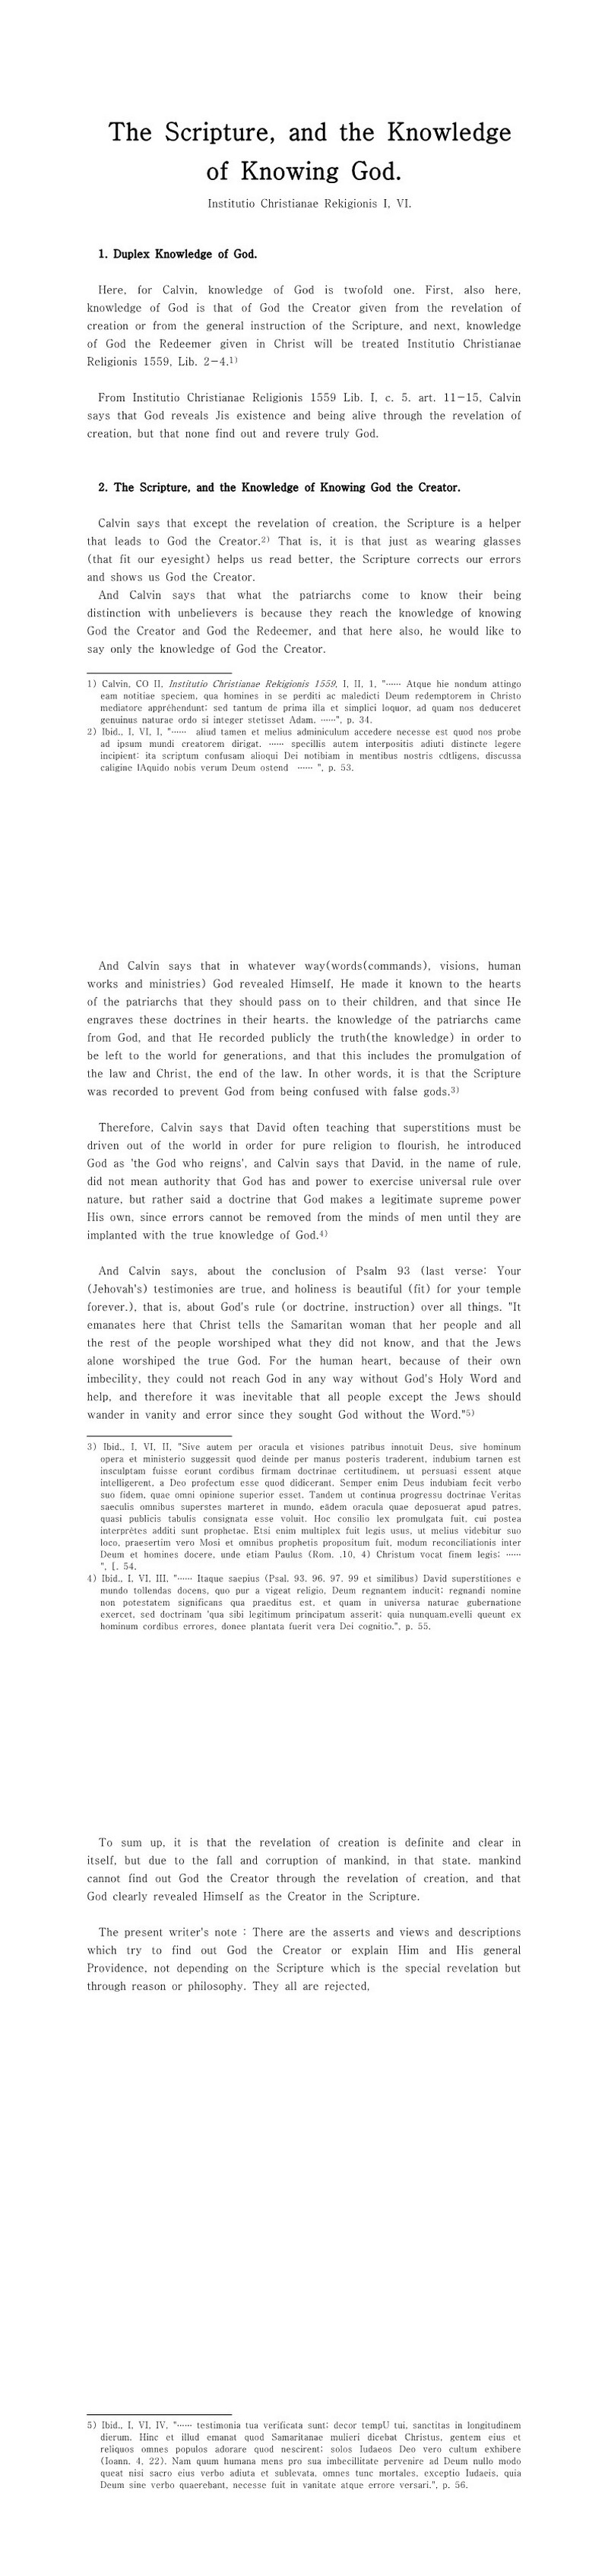 The Scripture, and the Knowledge
of Knowing God.
Institutio Christianae Rekigionis I, VI.
1. Duplex Knowledge of God.
Here, for Calvin, knowledge of God is twofold one. First, also here,
knowledge of God is that of God the Creator given from the revelation of
creation or from the general instruction of the Scripture, and next, knowledge
of God the Redeemer given in Christ will be treated Institutio Christianae
Religionis 1559, Lib. 2-4.1)
From Institutio Christianae Religionis 1559 Lib. I, c. 5. art. 11-15, Calvin
says that God reveals Jis existence and being alive through the revelation of
creation, but that none find out and revere truly God.
2. The Scripture, and the Knowledge of Knowing God the Creator.
Calvin says that except the revelation of creation, the Scripture is a helper
that leads to God the Creator.2) That is, it is that just as wearing glasses
(that fit our eyesight) helps us read better, the Scripture corrects our errors
and shows us God the Creator.
And Calvin says that what the patriarchs come to know their being
distinction with unbelievers is because they reach the knowledge of knowing
God the Creator and God the Redeemer, and that here also, he would like to
say only the knowledge of God the Creator.
1) Calvin, CO II, Institutio Christianae Rekigionis 1559, I, II, 1, "…… Atque hie nondum attingo
eam notitiae speciem, qua homines in se perditi ac maledicti Deum redemptorem in Christo
mediatore apprêhendunt; sed tantum de prima illa et simplici loquor, ad quam nos deduceret
genuinus naturae ordo si integer stetisset Adam. ……", p. 34.
2) Ibid., I, VI, I, "…… aliud tamen et melius adminiculum accedere necesse est quod nos probe
ad ipsum mundi creatorem dirigat. …… specillis autem interpositis adiuti distincte legere
incipient: ita scriptum confusam alioqui Dei notibiam in mentibus nostris cdtligens, discussa
caligine lAquido nobis verum Deum ostend …… ", p. 53.
And Calvin says that in whatever way(words(commands), visions, human
works and ministries) God revealed Himself, He made it known to the hearts
of the patriarchs that they should pass on to their children, and that since He
engraves these doctrines in their hearts. the knowledge of the patriarchs came
from God, and that He recorded publicly the truth(the knowledge) in order to
be left to the world for generations, and that this includes the promulgation of
the law and Christ, the end of the law. In other words, it is that the Scripture
was recorded to prevent God from being confused with false gods.3)
Therefore, Calvin says that David often teaching that superstitions must be
driven out of the world in order for pure religion to flourish, he introduced
God as 'the God who reigns', and Calvin says that David, in the name of rule,
did not mean authority that God has and power to exercise universal rule over
nature, but rather said a doctrine that God makes a legitimate supreme power
His own, since errors cannot be removed from the minds of men until they are
implanted with the true knowledge of God.4)
And Calvin says, about the conclusion of Psalm 93 (last verse: Your
(Jehovah's) testimonies are true, and holiness is beautiful (fit) for your temple
forever.), that is, about God's rule (or doctrine, instruction) over all things. "It
emanates here that Christ tells the Samaritan woman that her people and all
the rest of the people worshiped what they did not know, and that the Jews
alone worshiped the true God. For the human heart, because of their own
imbecility, they could not reach God in any way without God's Holy Word and
help, and therefore it was inevitable that all people except the Jews should
wander in vanity and error since they sought God without the Word."5)
3) Ibid., I, VI, II, "Sive autem per oracula et visiones patribus innotuit Deus, sive hominum
opera et ministerio suggessit quod deinde per manus posteris traderent, indubium tarnen est
insculptam fuisse eorunt cordibus firmam doctrinae certitudinem, ut persuasi essent atque
intelligerent, a Deo profectum esse quod didicerant. Semper enim Deus indubiam fecit verbo
suo fidem, quae omni opinione superior esset. Tandem ut continua progressu doctrinae Veritas
saeculis omnibus superstes marteret in mundo, eädem oracula quae deposuerat apud patres,
quasi publicis tabulis consignata esse voluit. Hoc consilio lex promulgata fuit, cui postea
interprètes additi sunt prophetae. Etsi enim multiplex fuit legis usus, ut melius videbitur suo
loco, praesertim vero Mosi et omnibus prophetis propositum fuit, modum reconciliationis inter
Deum et homines docere, unde etiam Paulus (Rom. .10, 4) Christum vocat finem legis; ……
", [. 54.
4) Ibid., I, VI, III, "…… Itaque saepius (Psal. 93, 96, 97, 99 et similibus) David superstitiones e
mundo tollendas docens, quo pur a vigeat religio, Deum regnantem inducit; regnandi nomine
non potestatem significans qua praeditus est, et quam in universa naturae gubernatione
exercet, sed doctrinam 'qua sibi legitimum principatum asserit; quia nunquam.evelli queunt ex
hominum cordibus errores, donee plantata fuerit vera Dei cognitio.", p. 55.
To sum up, it is that the revelation of creation is definite and clear in
itself, but due to the fall and corruption of mankind, in that state. mankind
cannot find out God the Creator through the revelation of creation, and that
God clearly revealed Himself as the Creator in the Scripture.
The present writer's note : There are the asserts and views and descriptions
which try to find out God the Creator or explain Him and His general
Providence, not depending on the Scripture which is the special revelation but
through reason or philosophy. They all are rejected,
5) Ibid., I, VI, IV, "…… testimonia tua verificata sunt; decor tempU tui, sanctitas in longitudinem
dierum. Hinc et illud emanat quod Samaritanae mulieri dicebat Christus, gentem eius et
reliquos omnes populos adorare quod nescirent; solos Iudaeos Deo vero cultum exhibere
(Ioann. 4, 22). Nam quum humana mens pro sua imbecillitate pervenire ad Deum nullo modo
queat nisi sacro eius verbo adiuta et sublevata, omnes tunc mortales, exceptio Iudaeis, quia
Deum sine verbo quaerebant, necesse fuit in vanitate atque errore versari.", p. 56.